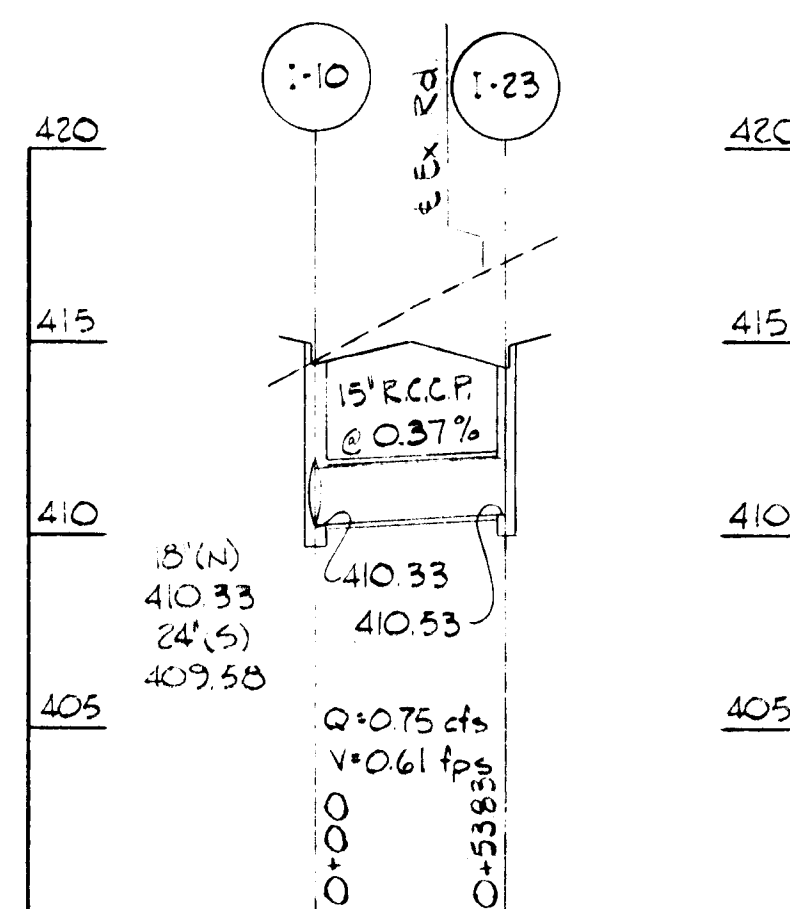 I-10
℄ Ex Rd.
I-23
420
420
415
415
15" R.C.C.P.
@ 0.37%
410
410
18"(N)
410.33
24"(S)
409.58
410.33
410.53
405
405
Q=0.75 cfs
V=0.61 fps
0+00
0+53.83